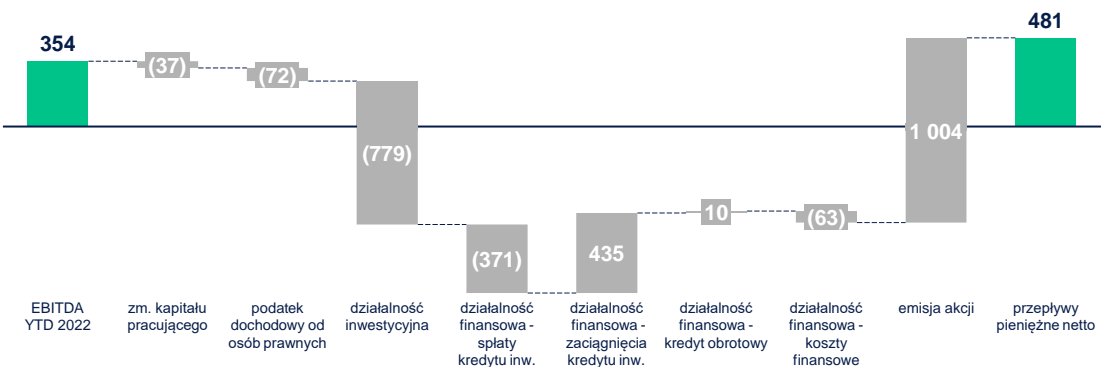 354
(37)
(72)
(779)
(371)
435
10
(63)
1 004
481
EBITDA
YTD 2022
zm. kapitału
pracującego
podatek
dochodowy od
osób prawnych
działalność
inwestycyjna
działalność
finansowa -
spłaty
kredytu inw.
działalność
finansowa -
zaciągnięcia
kredytu inw.
działalność
finansowa -
kredyt obrotowy
działalność
finansowa -
koszty
finansowe
emisja akcji
przepływy
pieniężne netto